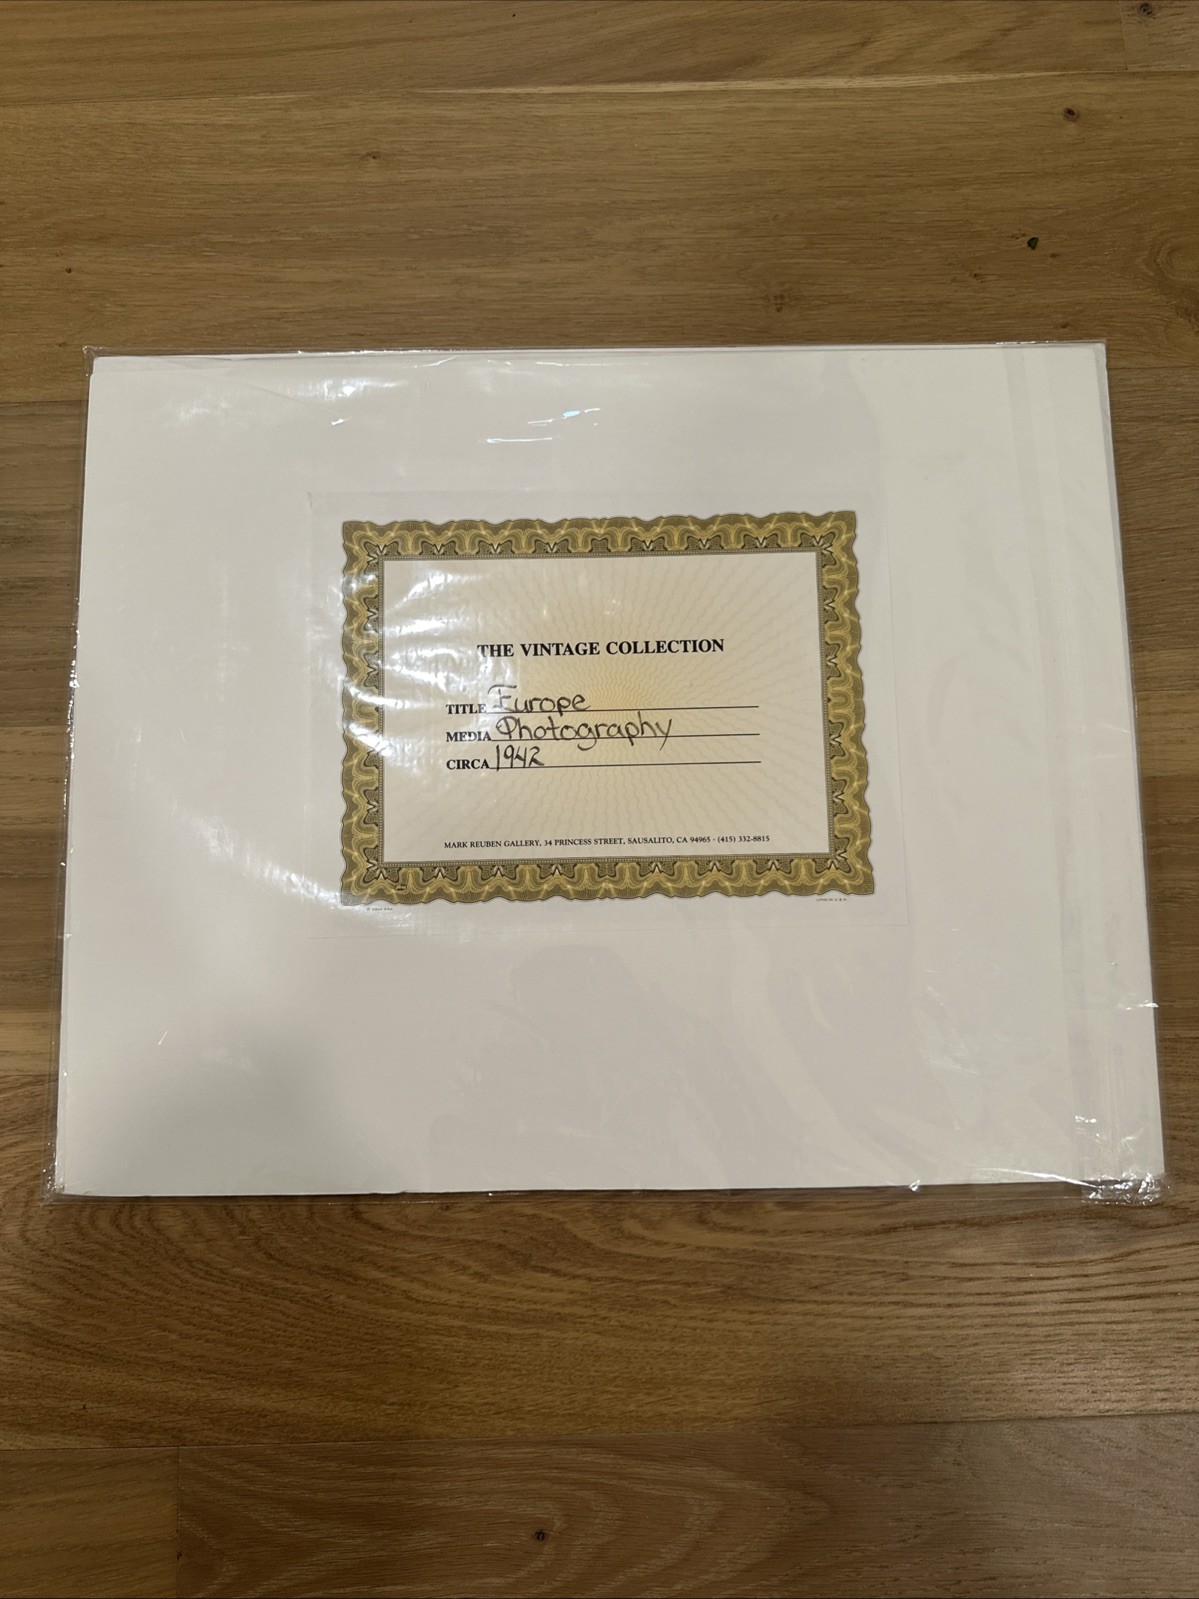 THE VINTAGE COLLECTION
TITLE Europe
MEDIA Photography
CIRCA 1942
MARK REUBEN GALLERY, 34 PRINCESS STREET, SAUSALITO, CA 94965 · (415) 332-8815